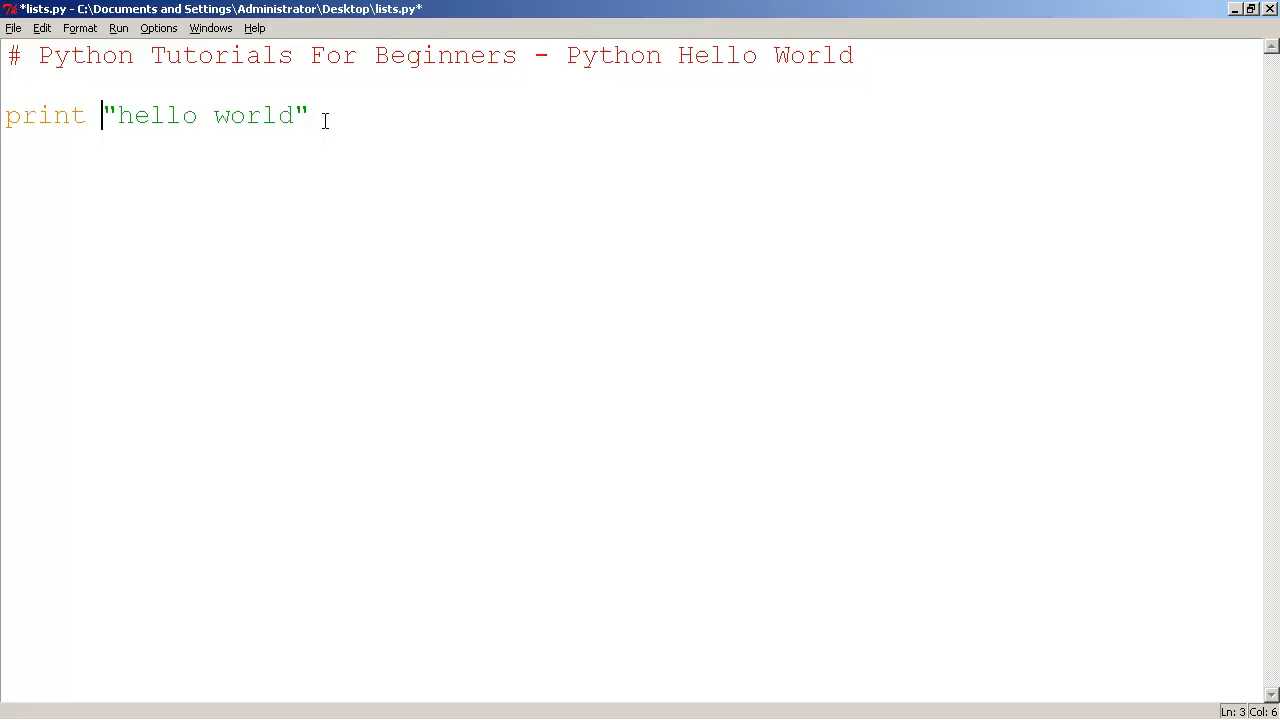 *lists.py - C:\Documents and Settings\Administrator\Desktop\lists.py*
File Edit Format Run Options Windows Help
# Python Tutorials For Beginners - Python Hello World
print "hello world"
Ln: 3 Col: 6